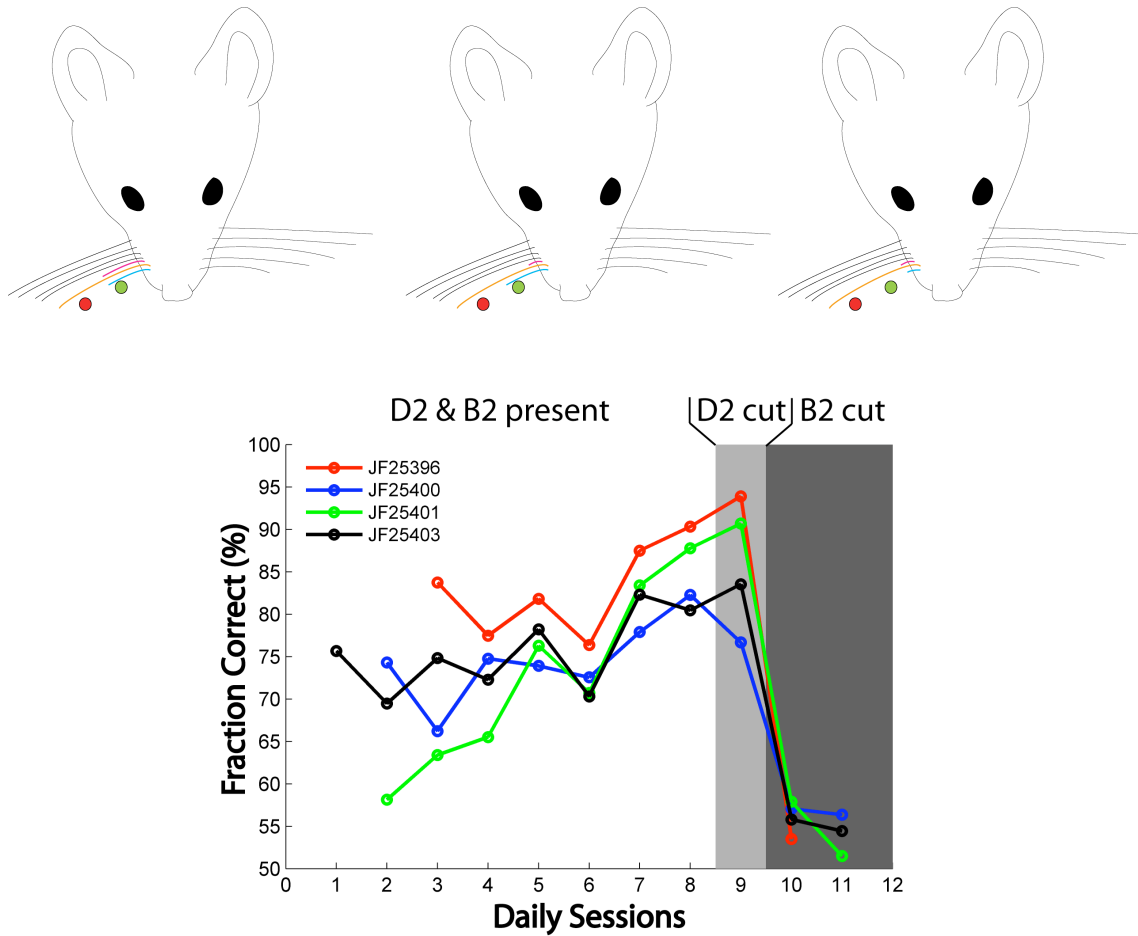 D2 & B2 present
D2 cut
B2 cut
100
95
90
85
80
75
70
65
60
55
50
Fraction Correct (%)
JF25396
JF25400
JF25401
JF25403
0 1 2 3 4 5 6 7 8 9 10 11 12
Daily Sessions